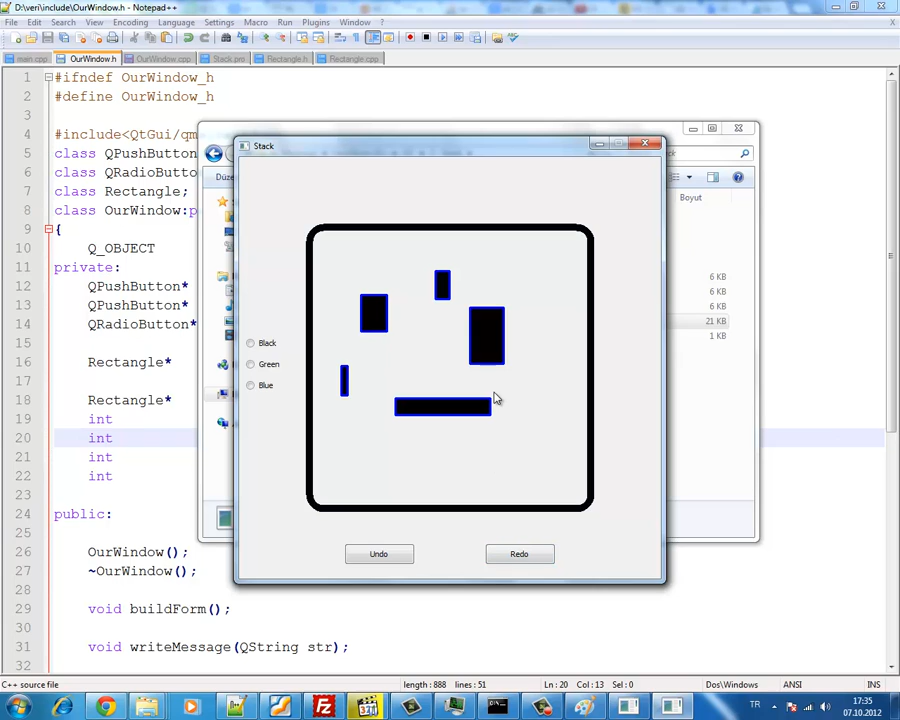 D:\veri\include\OurWindow.h - Notepad++
File Edit Search View Encoding Language Settings Macro Run Plugins Window ?
X
main.cpp OurWindow.h OurWindow.cpp Stack.pro Rectangle.h Rectangle.cpp
1 #ifndef OurWindow_h
2 #define OurWindow_h
3
4 #include<QtGui/qm
5 class QPushButton
6 class QRadioButto
7 class Rectangle;
8 class OurWindow:p
9 {
10 Q_OBJECT
11 private:
12 QPushButton*
13 QPushButton*
14 QRadioButton*
15
16 Rectangle*
17
18 Rectangle*
19 int
20 int
21 int
22 int
23
24 public:
25
26 OurWindow();
27 ~OurWindow();
28
29 void buildForm();
30
31 void writeMessage(QString str);
32
Düze
Boyut
6 KB
6 KB
6 KB
21 KB
1 KB
Stack
Black
Green
Blue
Undo
Redo
C++ source file length : 888 lines : 51 Ln : 20 Col : 13 Sel : 0 Dos\Windows ANSI INS
TR 17:35
07.10.2012